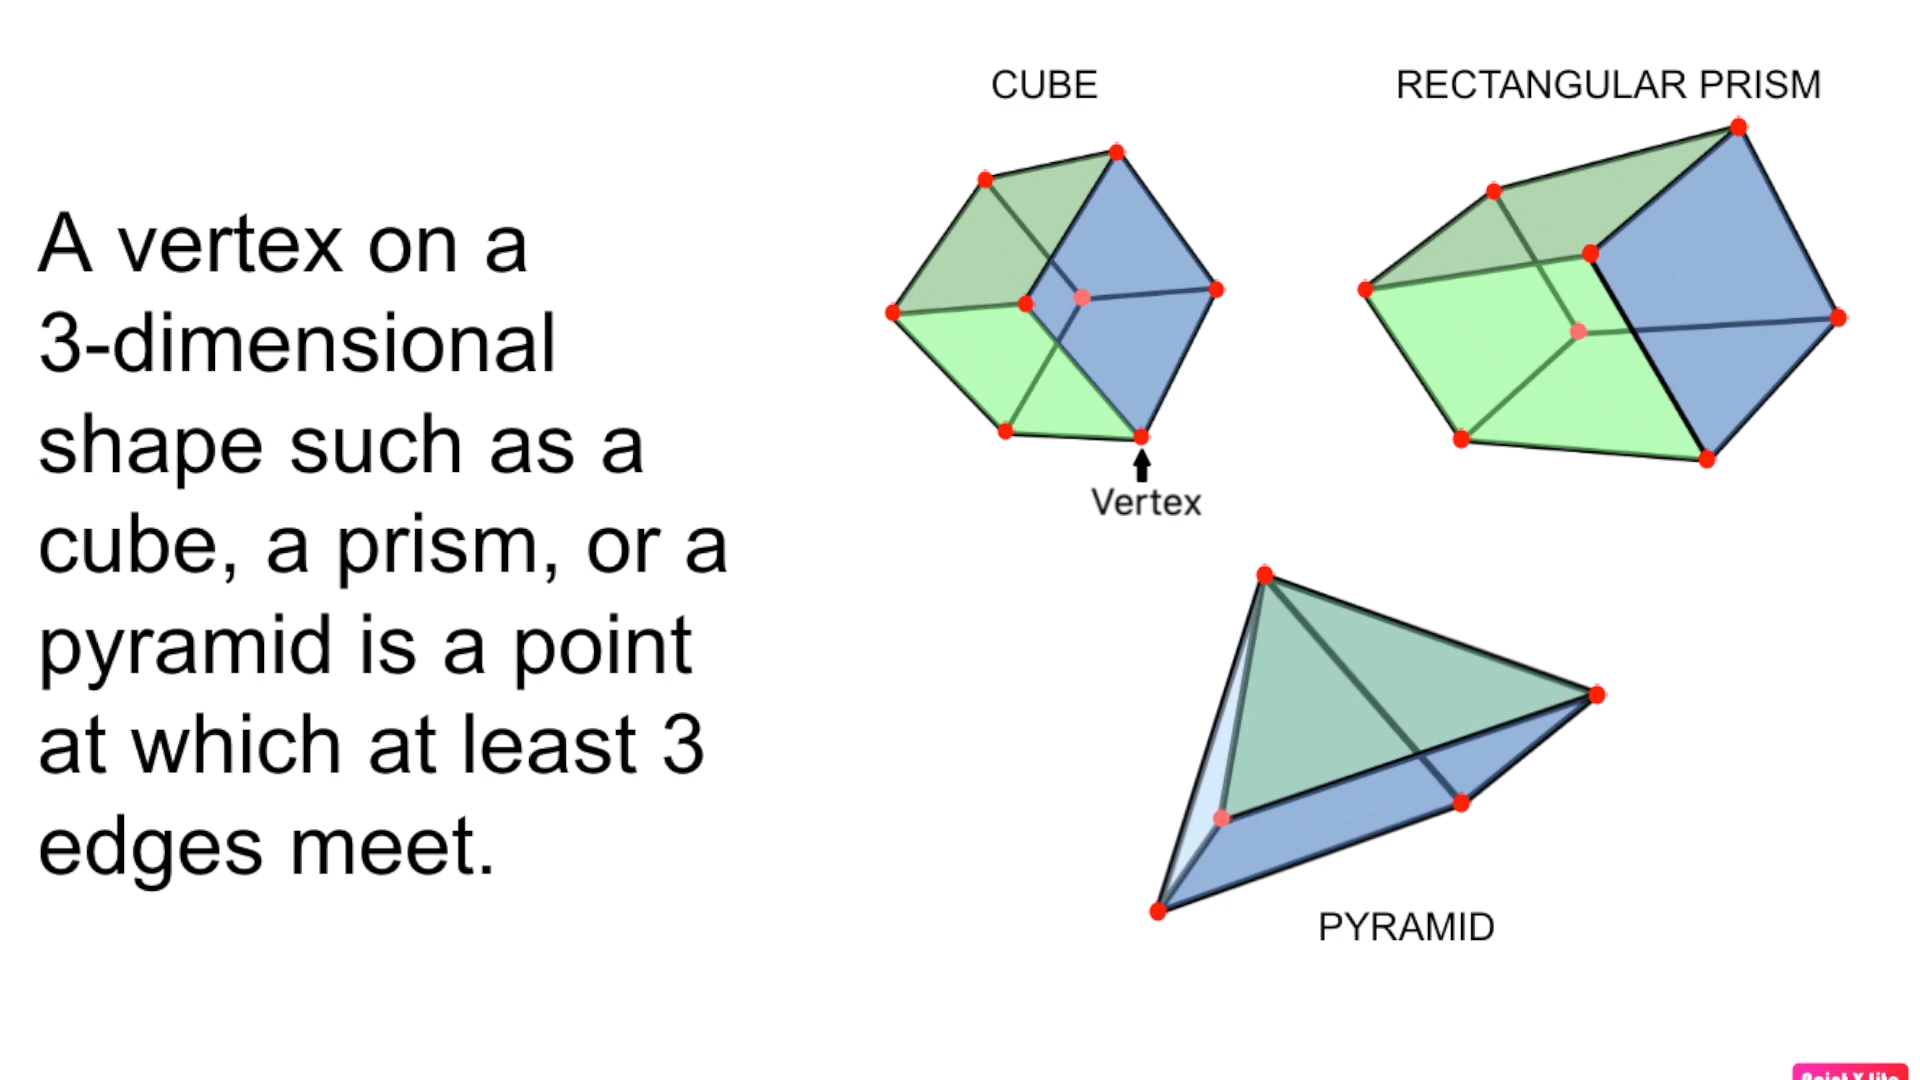 A vertex on a
3-dimensional
shape such as a
cube, a prism, or a
pyramid is a point
at which at least 3
edges meet.
CUBE
RECTANGULAR PRISM
Vertex
PYRAMID